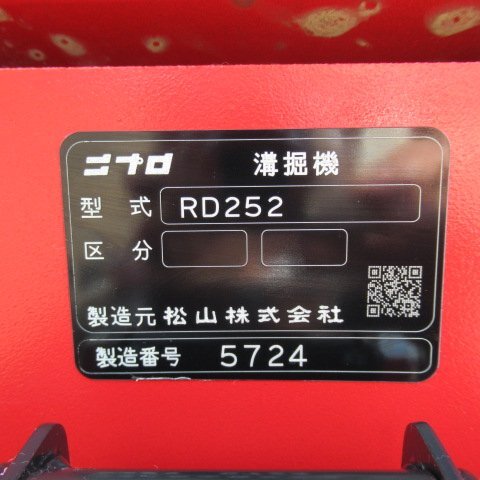 ニプロ 溝掘機
型式 RD252
区分
製造元 松山株式会社
製造番号 5724